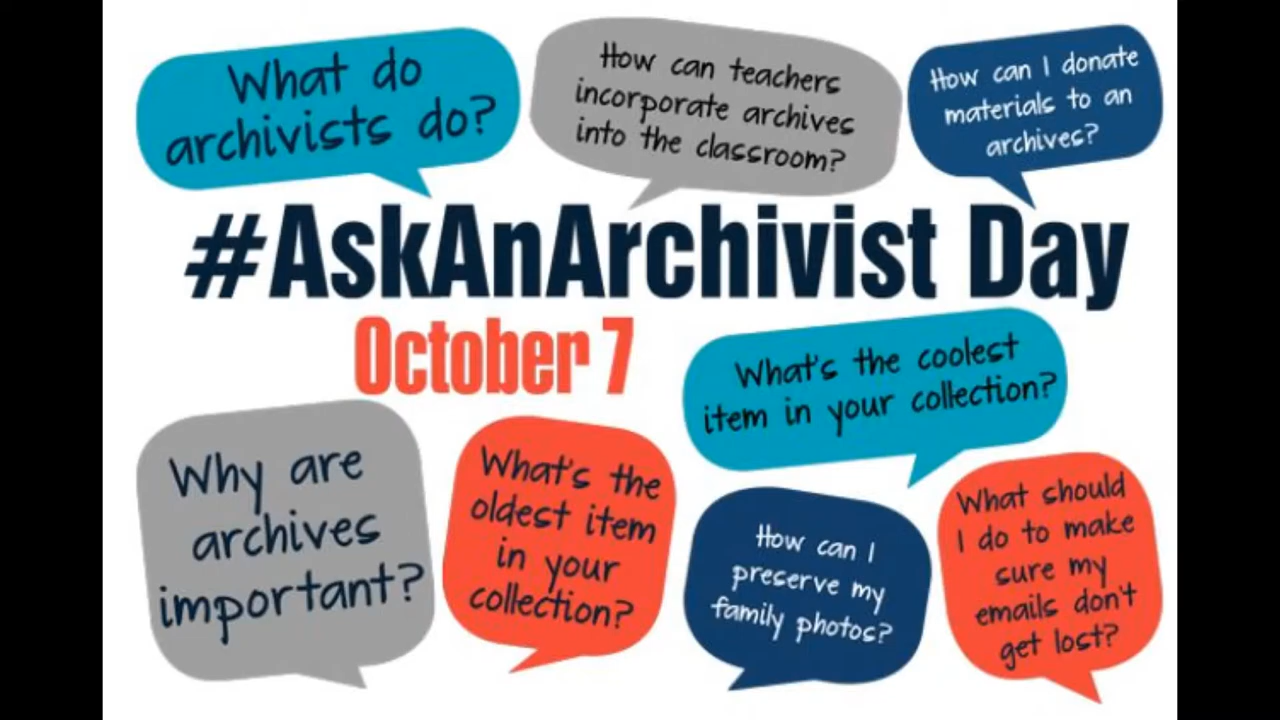 What do
archivists do?
How can teachers
incorporate archives
into the classroom?
How can I donate
materials to an
archives?
#AskAnArchivist Day
October 7
What's the coolest
item in your collection?
Why are
archives
important?
What's the
oldest item
in your
collection?
How can I
preserve my
family photos?
What should
I do to make
sure my
emails don't
get lost?